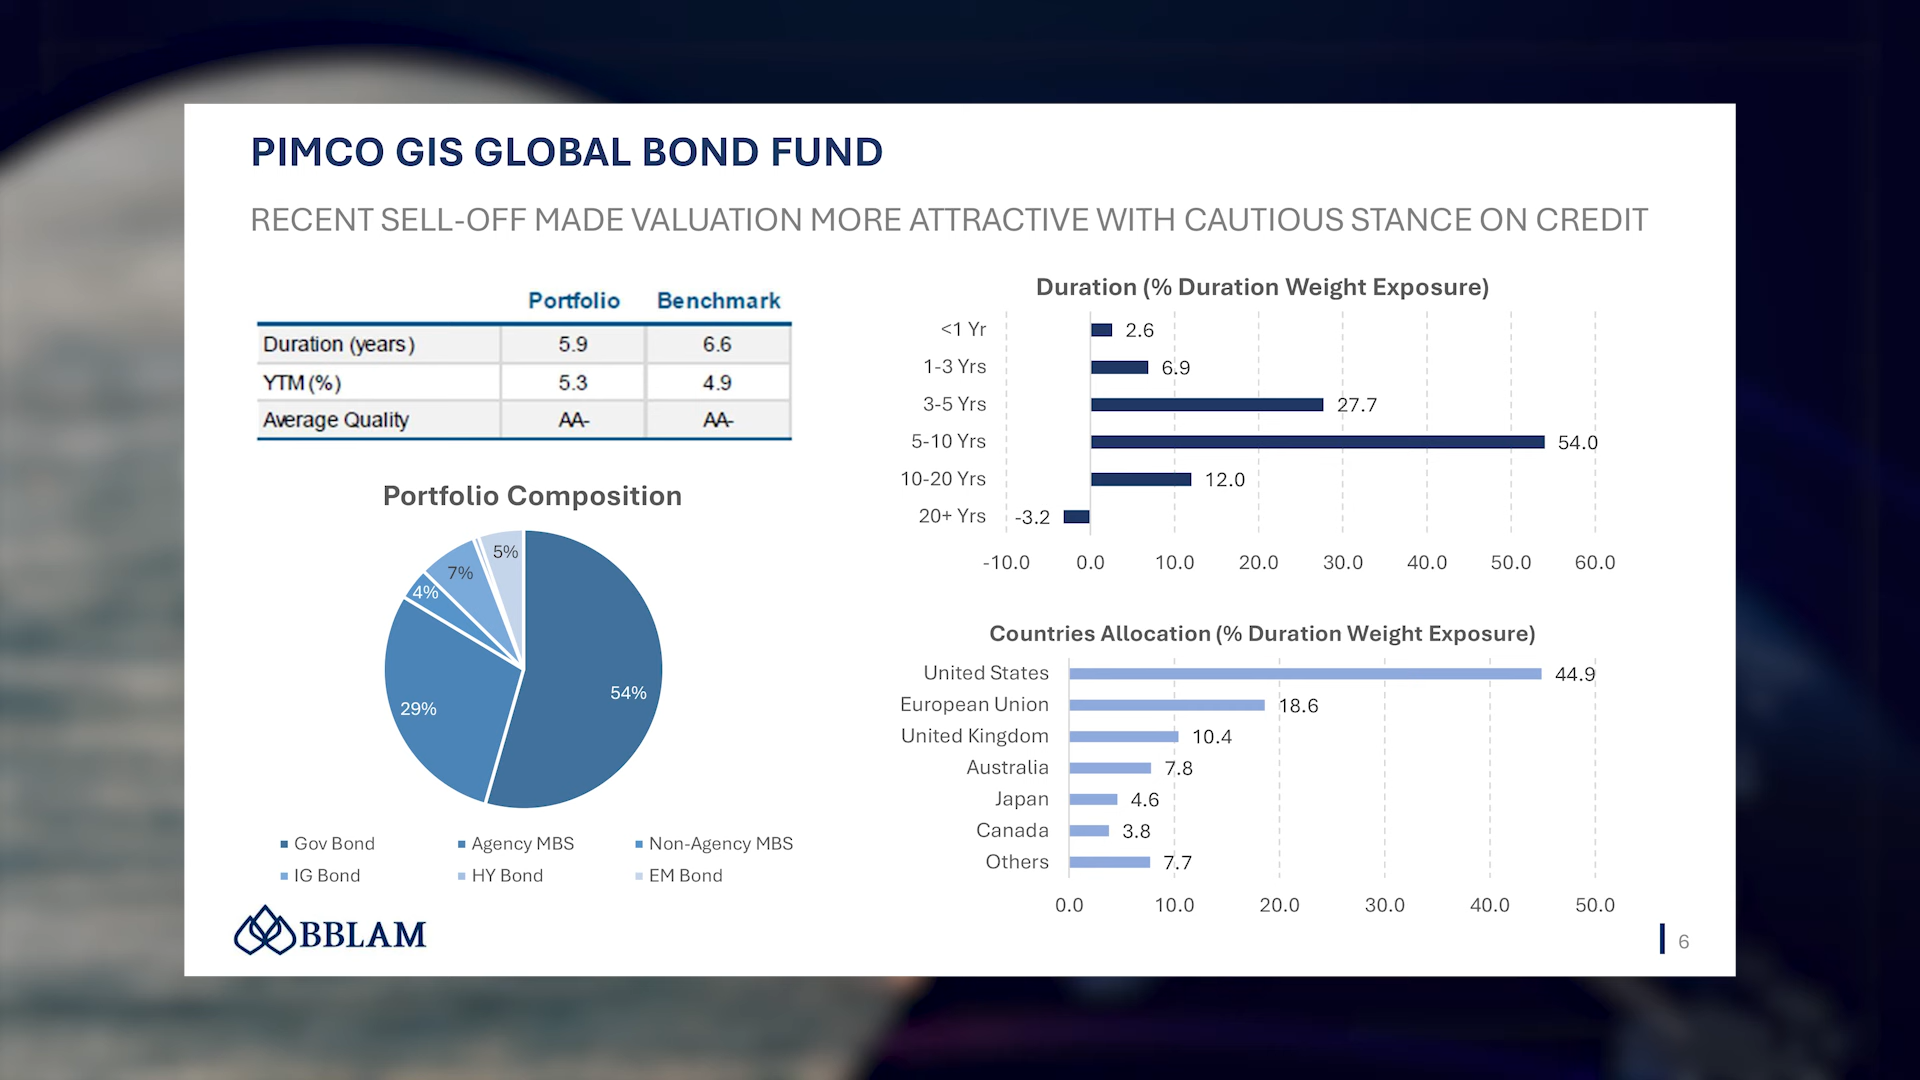 PIMCO GIS GLOBAL BOND FUND
RECENT SELL-OFF MADE VALUATION MORE ATTRACTIVE WITH CAUTIOUS STANCE ON CREDIT
Portfolio Benchmark
Duration (years) 5.9 6.6
YTM (%) 5.3 4.9
Average Quality AA- AA-
Portfolio Composition
5%
7%
4%
54%
29%
Gov Bond Agency MBS Non-Agency MBS
IG Bond HY Bond EM Bond
Duration (% Duration Weight Exposure)
<1 Yr 2.6
1-3 Yrs 6.9
3-5 Yrs 27.7
5-10 Yrs 54.0
10-20 Yrs 12.0
20+ Yrs -3.2
-10.0 0.0 10.0 20.0 30.0 40.0 50.0 60.0
Countries Allocation (% Duration Weight Exposure)
United States 44.9
European Union 18.6
United Kingdom 10.4
Australia 7.8
Japan 4.6
Canada 3.8
Others 7.7
0.0 10.0 20.0 30.0 40.0 50.0
BBLAM
6